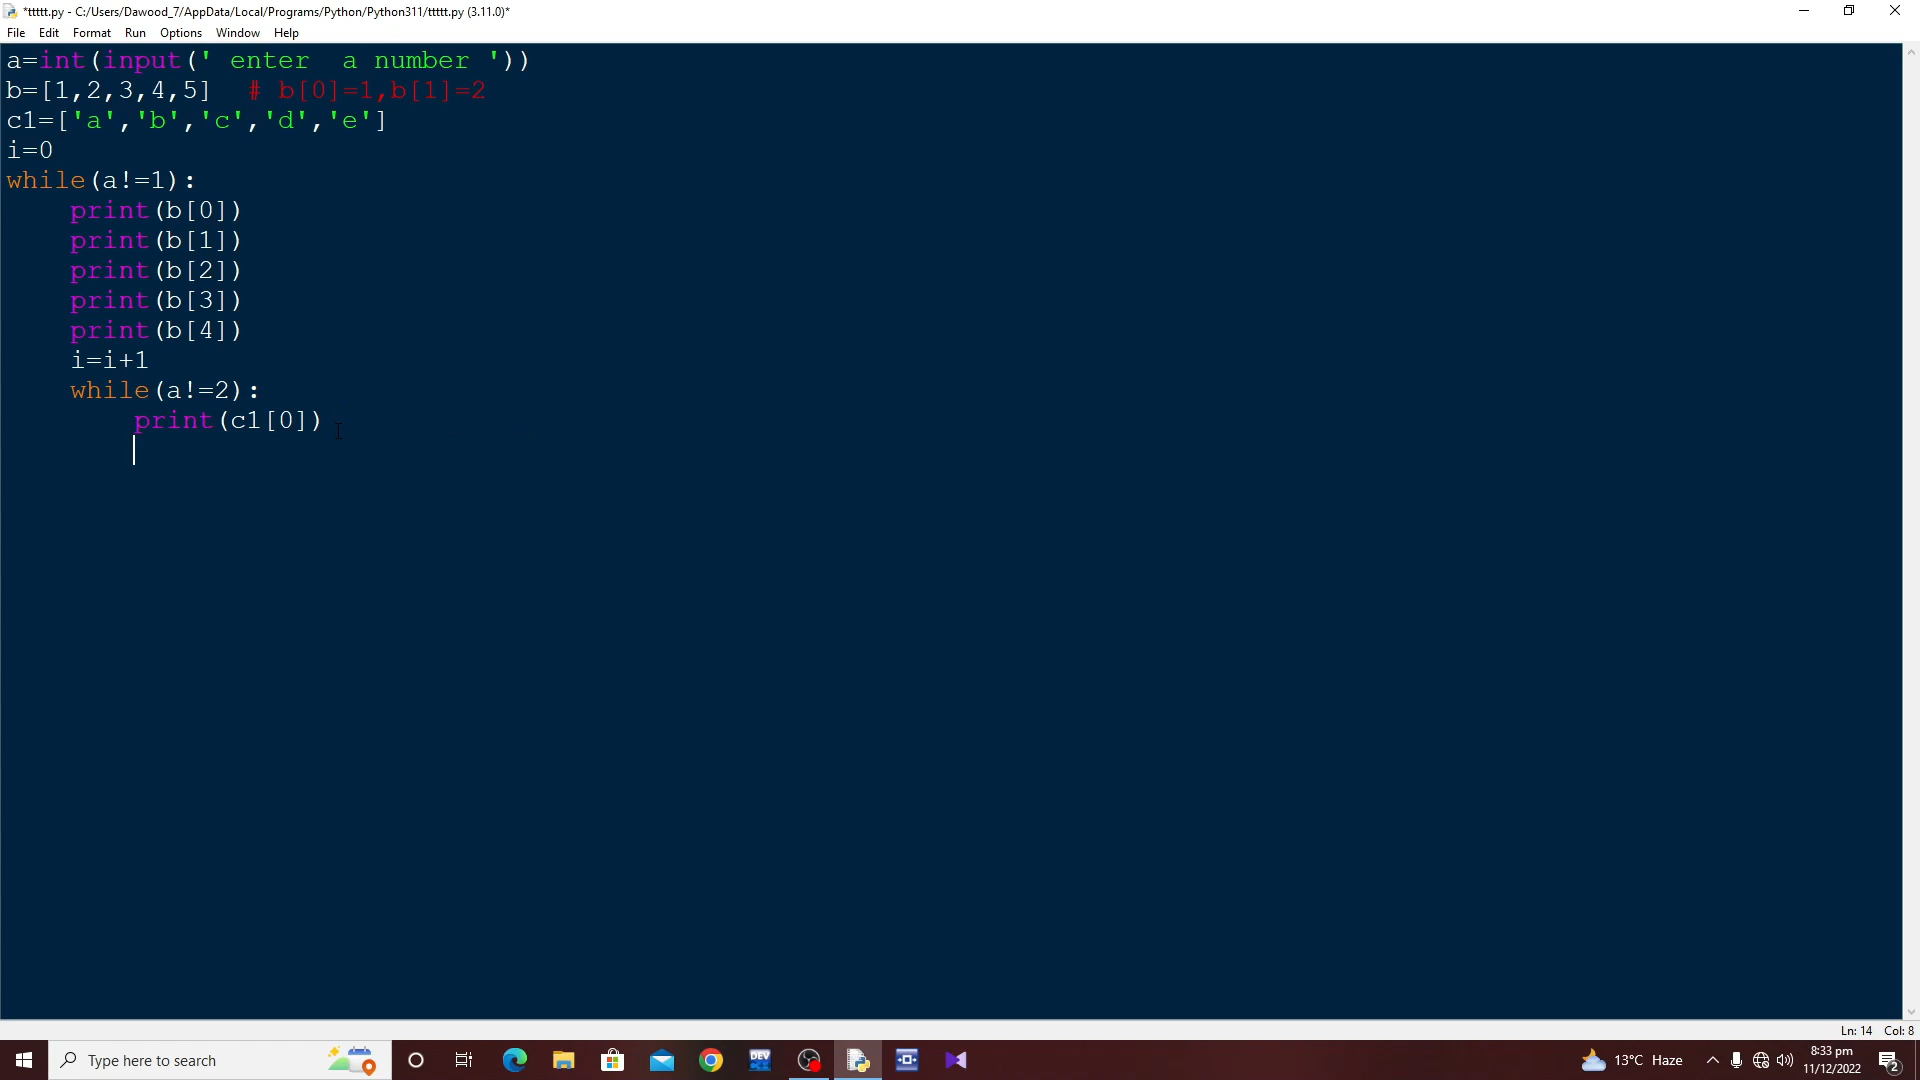 *ttttt.py - C:/Users/Dawood_7/AppData/Local/Programs/Python/Python311/ttttt.py (3.11.0)*
File Edit Format Run Options Window Help
a=int(input(' enter  a number '))
b=[1,2,3,4,5]  # b[0]=1,b[1]=2
c1=['a','b','c','d','e']
i=0
while(a!=1):
    print(b[0])
    print(b[1])
    print(b[2])
    print(b[3])
    print(b[4])
    i=i+1
    while(a!=2):
        print(c1[0])
Ln: 14 Col: 8
Type here to search
DEV
13°C Haze
8:33 pm
11/12/2022
2